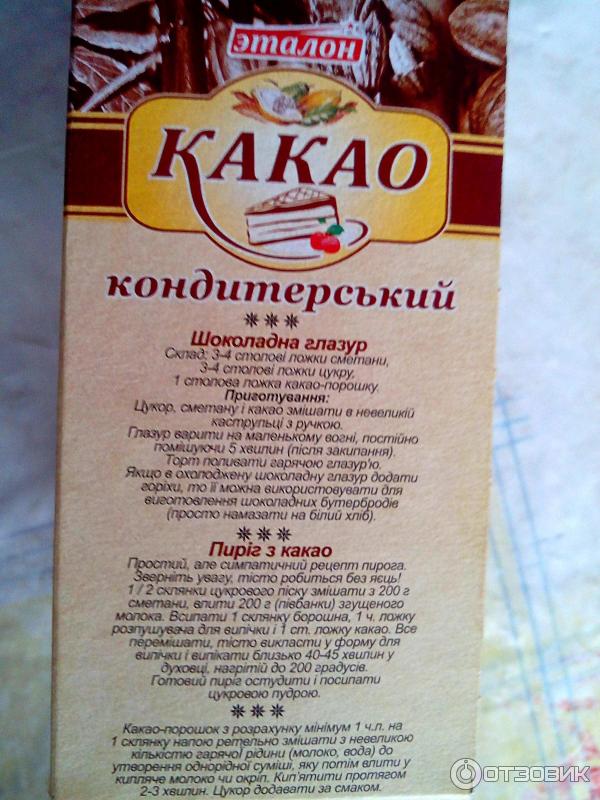 эталон
КАКАО
кондитерський
Шоколадна глазур
Склад: 3-4 столові ложки сметани,
3-4 столові ложки цукру,
1 столова ложка какао-порошку.
Приготування:
Цукор, сметану і какао змішати в невеликій
каструльці з ручкою.
Глазур варити на маленькому вогні, постійно
помішуючи 5 хвилин (після закипання).
Торт поливати гарячою глазур'ю.
Якщо в охолоджену шоколадну глазур додати
горіхи, то її можна використовувати для
виготовлення шоколадних бутербродів
(просто намазати на білий хліб).
Пиріг з какао
Простий, але симпатичний рецепт пирога.
Зверніть увагу, тісто робиться без яєць!
1 / 2 склянки цукрового піску змішати з 200 г
сметани, влити 200 г (півбанки) згущеного
молока. Всипати 1 склянку борошна, 1 ч. ложку
розпушувача для випічки і 1 ст. ложку какао. Все
перемішати, тісто викласти у форму для
випічки і випікати близько 40-45 хвилин у
духовці, нагрітій до 200 градусів.
Готовий пиріг остудити і посипати
цукровою пудрою.
Какао-порошок з розрахунку мінімум 1 ч.л. на
1 склянку напою ретельно змішати з невеликою
кількістю гарячої рідини (молоко, вода) до
утворення однорідної суміші, яку потім влити у
кипляче молоко чи окріп. Кип'ятити протягом
2-3 хвилин. Цукор додавати за смаком.
ОТЗОВИК